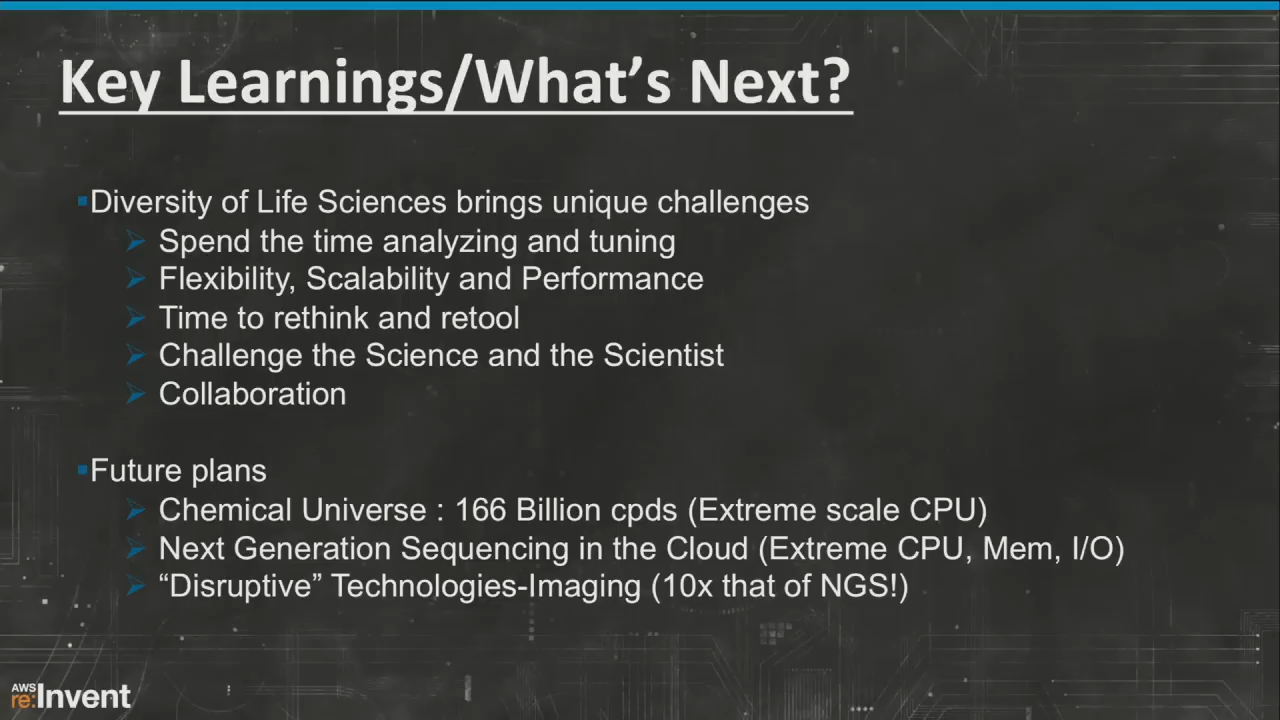 Key Learnings/What's Next?
Diversity of Life Sciences brings unique challenges
Spend the time analyzing and tuning
Flexibility, Scalability and Performance
Time to rethink and retool
Challenge the Science and the Scientist
Collaboration
Future plans
Chemical Universe : 166 Billion cpds (Extreme scale CPU)
Next Generation Sequencing in the Cloud (Extreme CPU, Mem, I/O)
“Disruptive” Technologies-Imaging (10x that of NGS!)
AWS
re:Invent